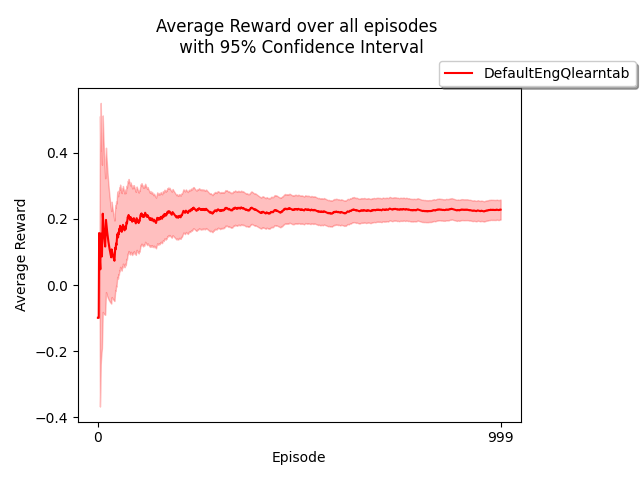 Average Reward over all episodes
with 95% Confidence Interval
DefaultEngQlearntab
0.4
0.2
0.0
−0.2
−0.4
Average Reward
0 999
Episode